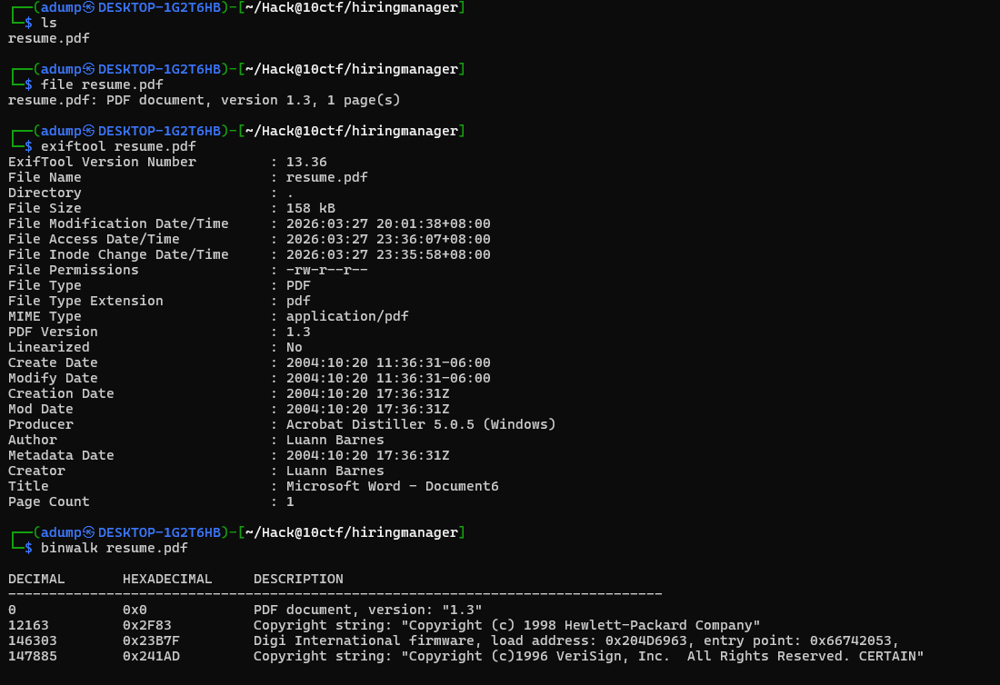 ┌──(adump㉿DESKTOP-1G2T6HB)-[~/Hack@10ctf/hiringmanager]
└─$ ls
resume.pdf
┌──(adump㉿DESKTOP-1G2T6HB)-[~/Hack@10ctf/hiringmanager]
└─$ file resume.pdf
resume.pdf: PDF document, version 1.3, 1 page(s)
┌──(adump㉿DESKTOP-1G2T6HB)-[~/Hack@10ctf/hiringmanager]
└─$ exiftool resume.pdf
ExifTool Version Number         : 13.36
File Name                       : resume.pdf
Directory                       : .
File Size                       : 158 kB
File Modification Date/Time     : 2026:03:27 20:01:38+08:00
File Access Date/Time           : 2026:03:27 23:36:07+08:00
File Inode Change Date/Time     : 2026:03:27 23:35:58+08:00
File Permissions                : -rw-r--r--
File Type                       : PDF
File Type Extension             : pdf
MIME Type                       : application/pdf
PDF Version                     : 1.3
Linearized                      : No
Create Date                     : 2004:10:20 11:36:31-06:00
Modify Date                     : 2004:10:20 11:36:31-06:00
Creation Date                   : 2004:10:20 17:36:31Z
Mod Date                        : 2004:10:20 17:36:31Z
Producer                        : Acrobat Distiller 5.0.5 (Windows)
Author                          : Luann Barnes
Metadata Date                   : 2004:10:20 17:36:31Z
Creator                         : Luann Barnes
Title                           : Microsoft Word - Document6
Page Count                      : 1
┌──(adump㉿DESKTOP-1G2T6HB)-[~/Hack@10ctf/hiringmanager]
└─$ binwalk resume.pdf
DECIMAL       HEXADECIMAL     DESCRIPTION
--------------------------------------------------------------------------------
0             0x0             PDF document, version: "1.3"
12163         0x2F83          Copyright string: "Copyright (c) 1998 Hewlett-Packard Company"
146303        0x23B7F         Digi International firmware, load address: 0x204D6963, entry point: 0x66742053,
147885        0x241AD         Copyright string: "Copyright (c)1996 VeriSign, Inc.  All Rights Reserved. CERTAIN"